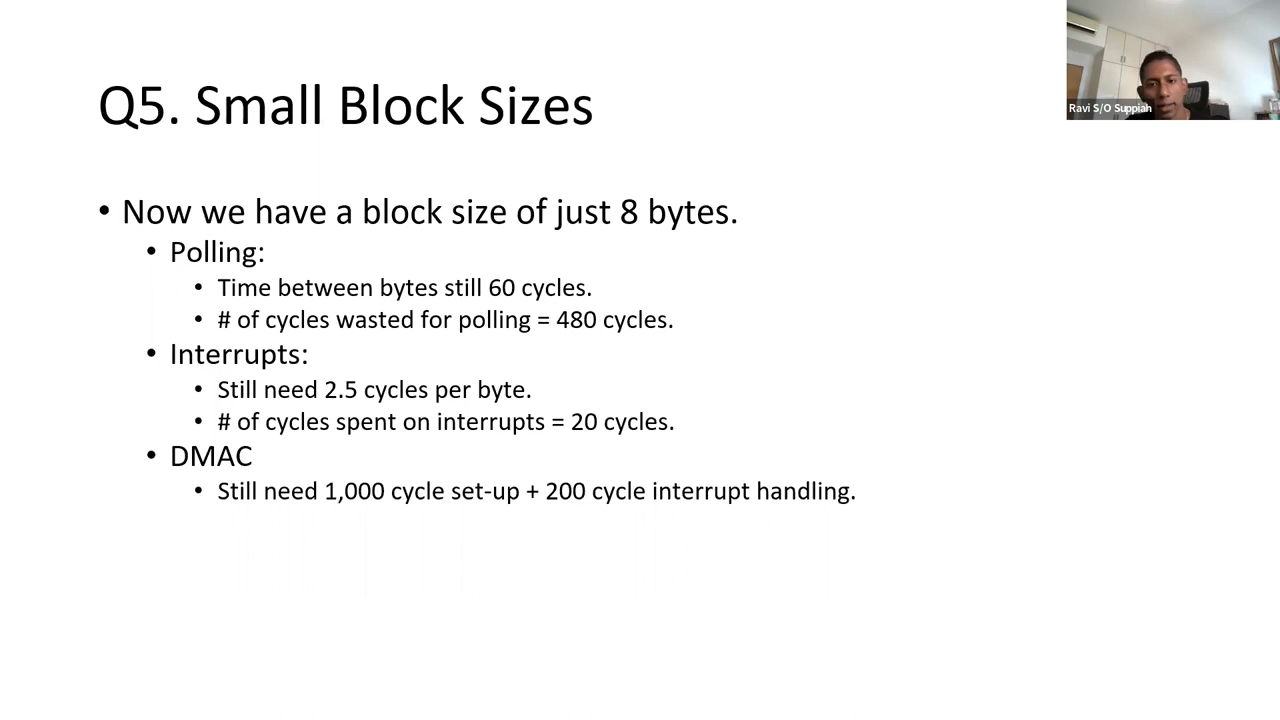 Q5. Small Block Sizes
Ravi S/O Suppiah
• Now we have a block size of just 8 bytes.
• Polling:
• Time between bytes still 60 cycles.
• # of cycles wasted for polling = 480 cycles.
• Interrupts:
• Still need 2.5 cycles per byte.
• # of cycles spent on interrupts = 20 cycles.
• DMAC
• Still need 1,000 cycle set-up + 200 cycle interrupt handling.